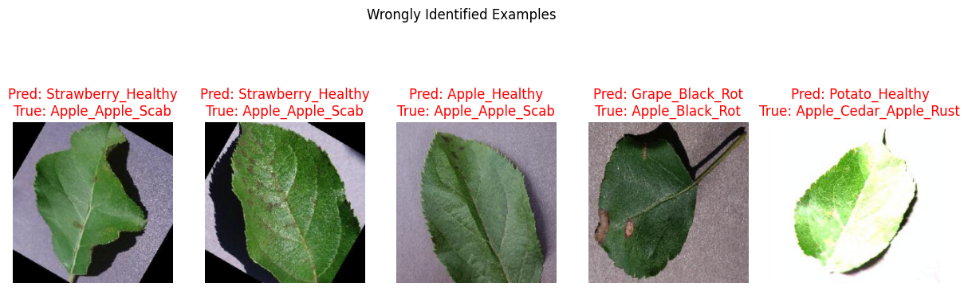 Wrongly Identified Examples
Pred: Strawberry_Healthy
True: Apple_Apple_Scab
Pred: Strawberry_Healthy
True: Apple_Apple_Scab
Pred: Apple_Healthy
True: Apple_Apple_Scab
Pred: Grape_Black_Rot
True: Apple_Black_Rot
Pred: Potato_Healthy
True: Apple_Cedar_Apple_Rust